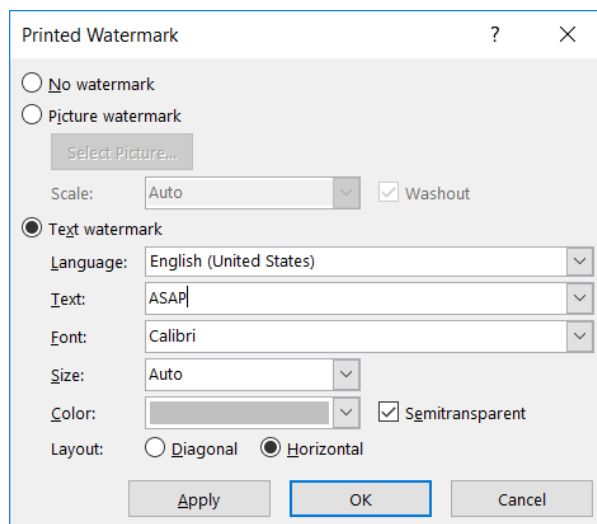 Printed Watermark ?
No watermark
Picture watermark
Select Picture...
Scale: Auto Washout
Text watermark
Language: English (United States)
Text: ASAP
Font: Calibri
Size: Auto
Color: Semitransparent
Layout: Diagonal Horizontal
Apply OK Cancel